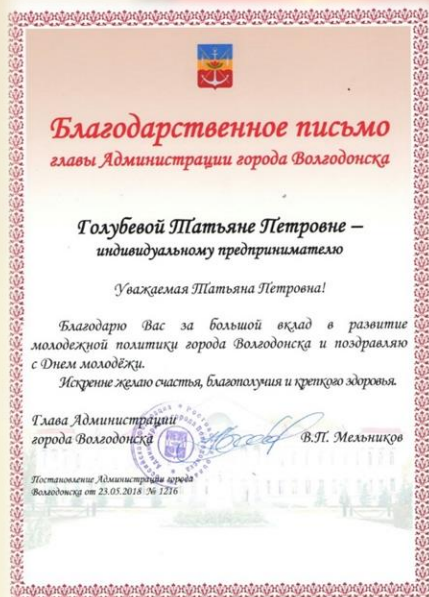 Благодарственное письмо
главы Администрации города Волгодонска
Голубевой Татьяне Петровне –
индивидуальному предпринимателю
Уважаемая Татьяна Петровна!
Благодарю Вас за большой вклад в развитие
молодежной политики города Волгодонска и поздравляю
с Днем молодёжи.
Искренне желаю счастья, благополучия и крепкого здоровья.
Глава Администрации
города Волгодонска В.П. Мельников
Постановление Администрации города
Волгодонска от 23.05.2018 № 1216